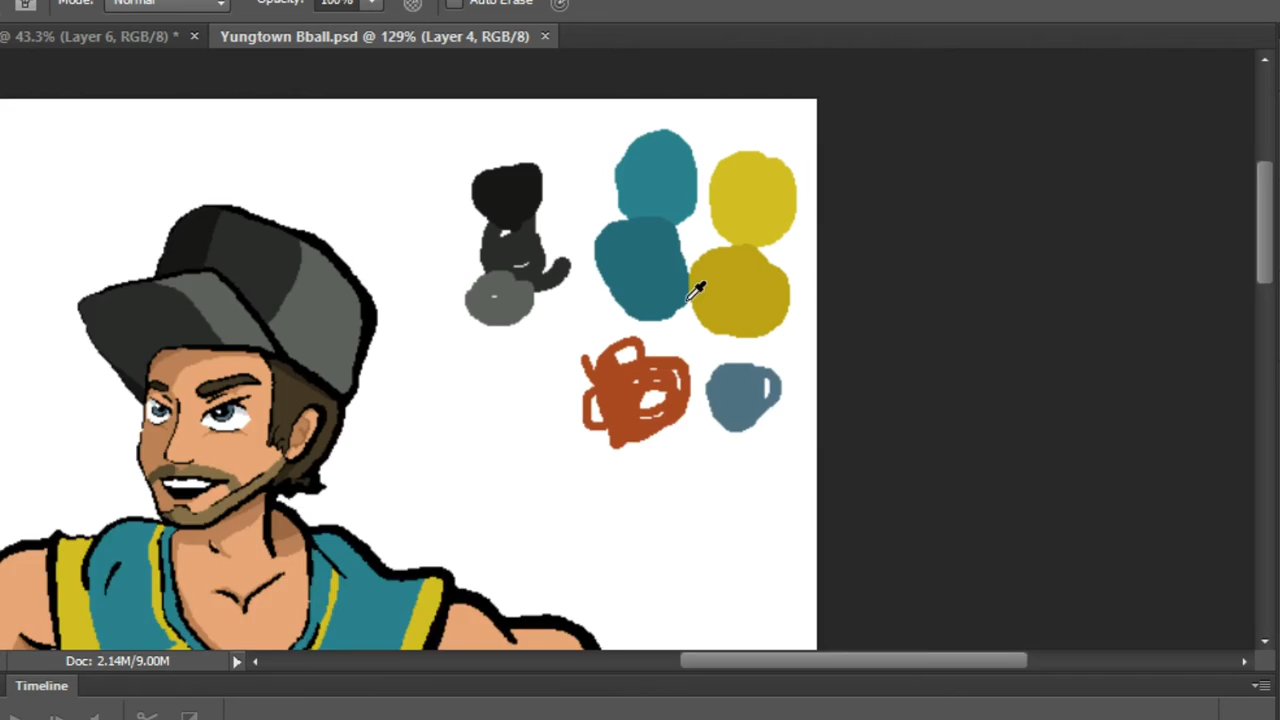 Mode: Normal Opacity: 100% Auto Erase
@ 43.3% (Layer 6, RGB/8) * × Yungtown Bball.psd @ 129% (Layer 4, RGB/8) ×
Doc: 2.14M/9.00M
Timeline